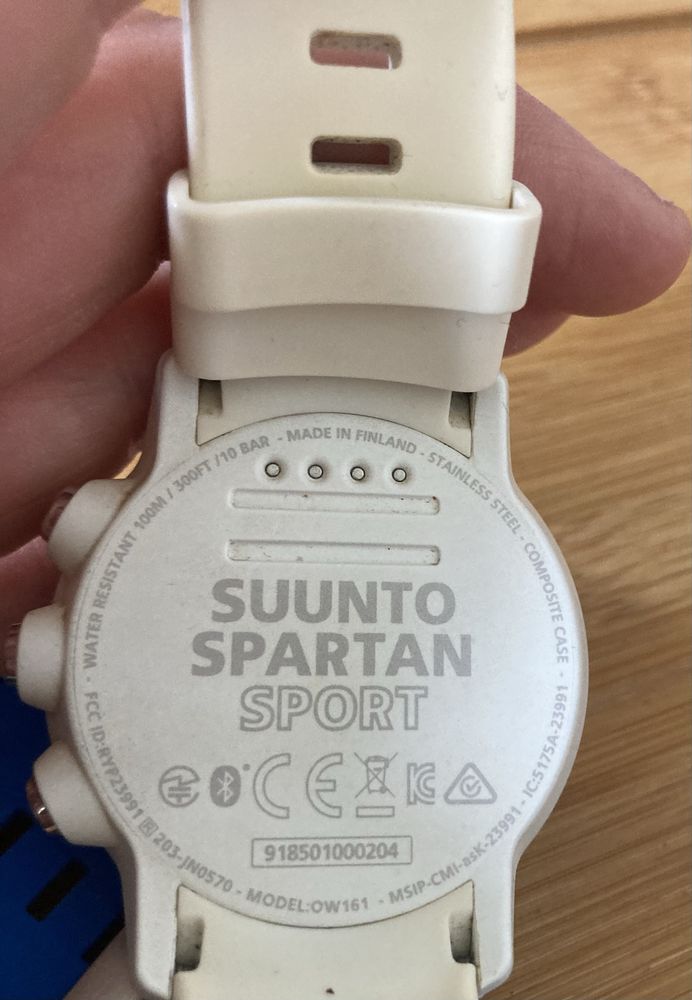 - WATER RESISTANT 100M / 300FT /10 BAR - MADE IN FINLAND - STAINLESS STEEL - COMPOSITE CASE -
SUUNTO
SPARTAN
SPORT
918501000204
FCC ID:RYP23991 R 203-JN0570 - MODEL:OW161 - MSIP-CMI-asK-23991 - IC:5175A-23991